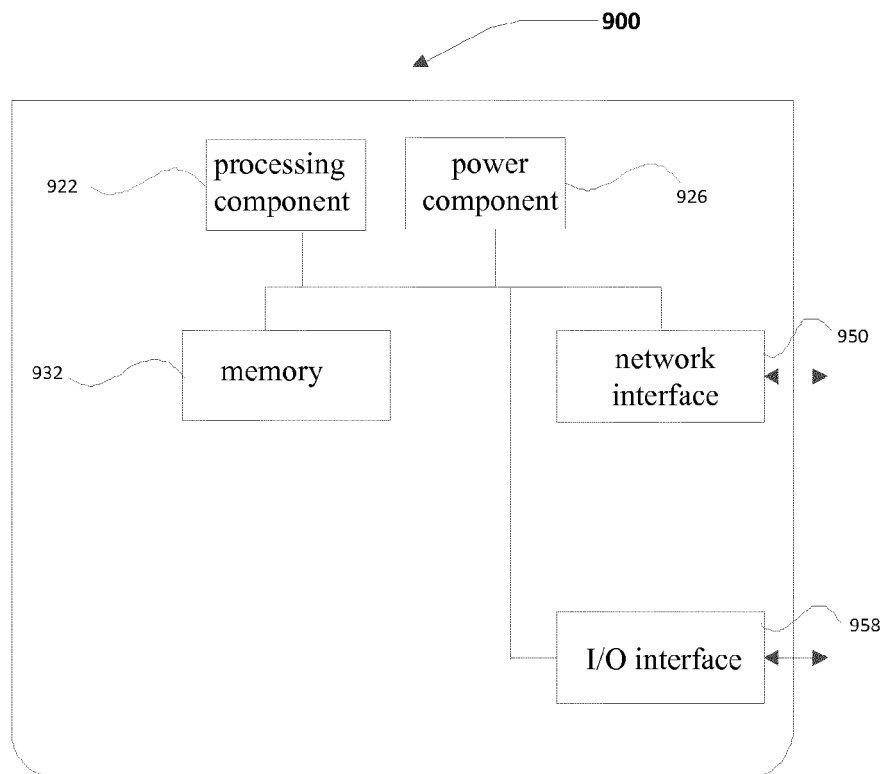 900
processing
component
922
power
component
926
932
memory
network
interface
950
I/O interface
958